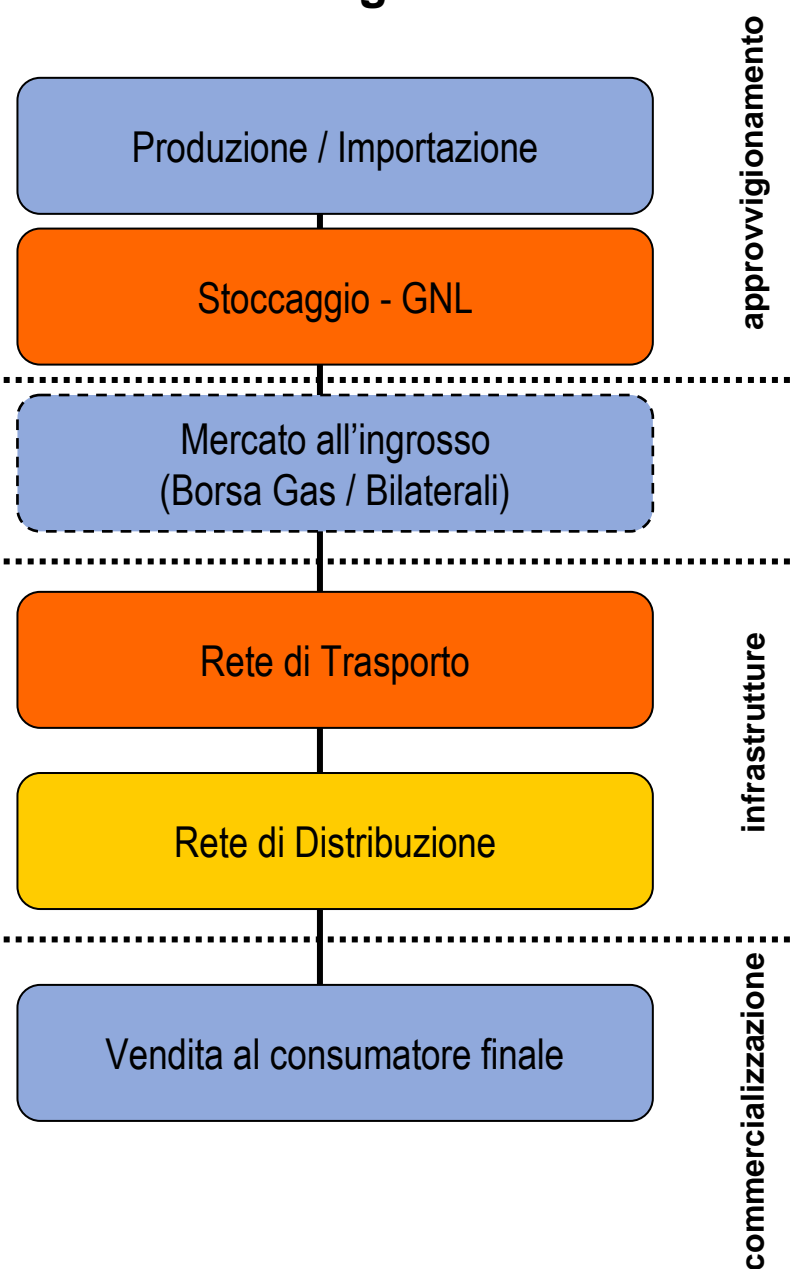 g
Produzione / Importazione
approvvigionamento
Stoccaggio - GNL
Mercato all’ingrosso
(Borsa Gas / Bilaterali)
Rete di Trasporto
infrastrutture
Rete di Distribuzione
Vendita al consumatore finale
commercializzazione